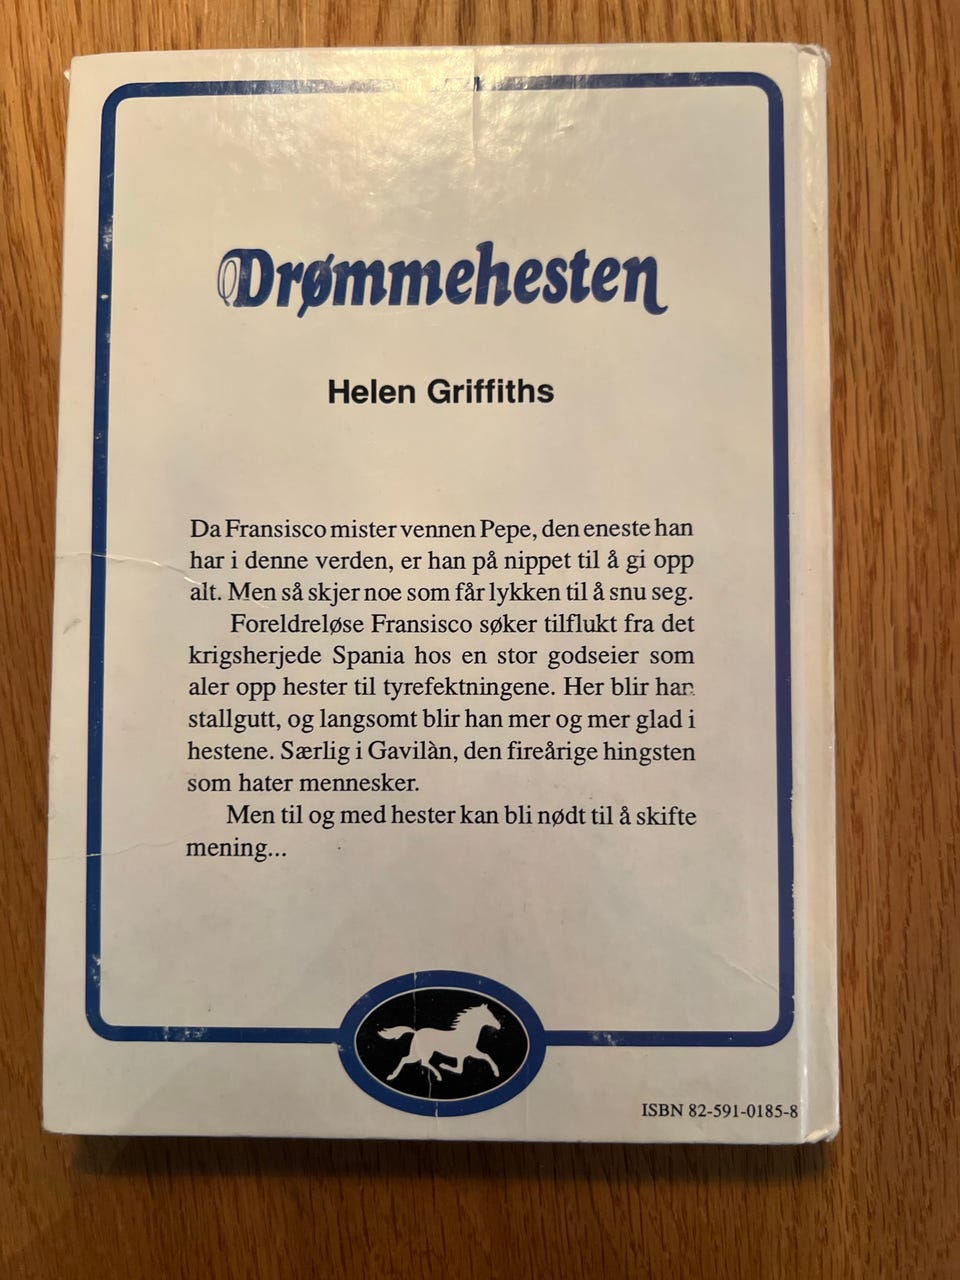 Drømmehesten
Helen Griffiths
Da Fransisco mister vennen Pepe, den eneste han
har i denne verden, er han på nippet til å gi opp
alt. Men så skjer noe som får lykken til å snu seg.
Foreldreløse Fransisco søker tilflukt fra det
krigsherjede Spania hos en stor godseier som
aler opp hester til tyrefektningene. Her blir han
stallgutt, og langsomt blir han mer og mer glad i
hestene. Særlig i Gavilàn, den fireårige hingsten
som hater mennesker.
Men til og med hester kan bli nødt til å skifte
mening...
ISBN 82-591-0185-8